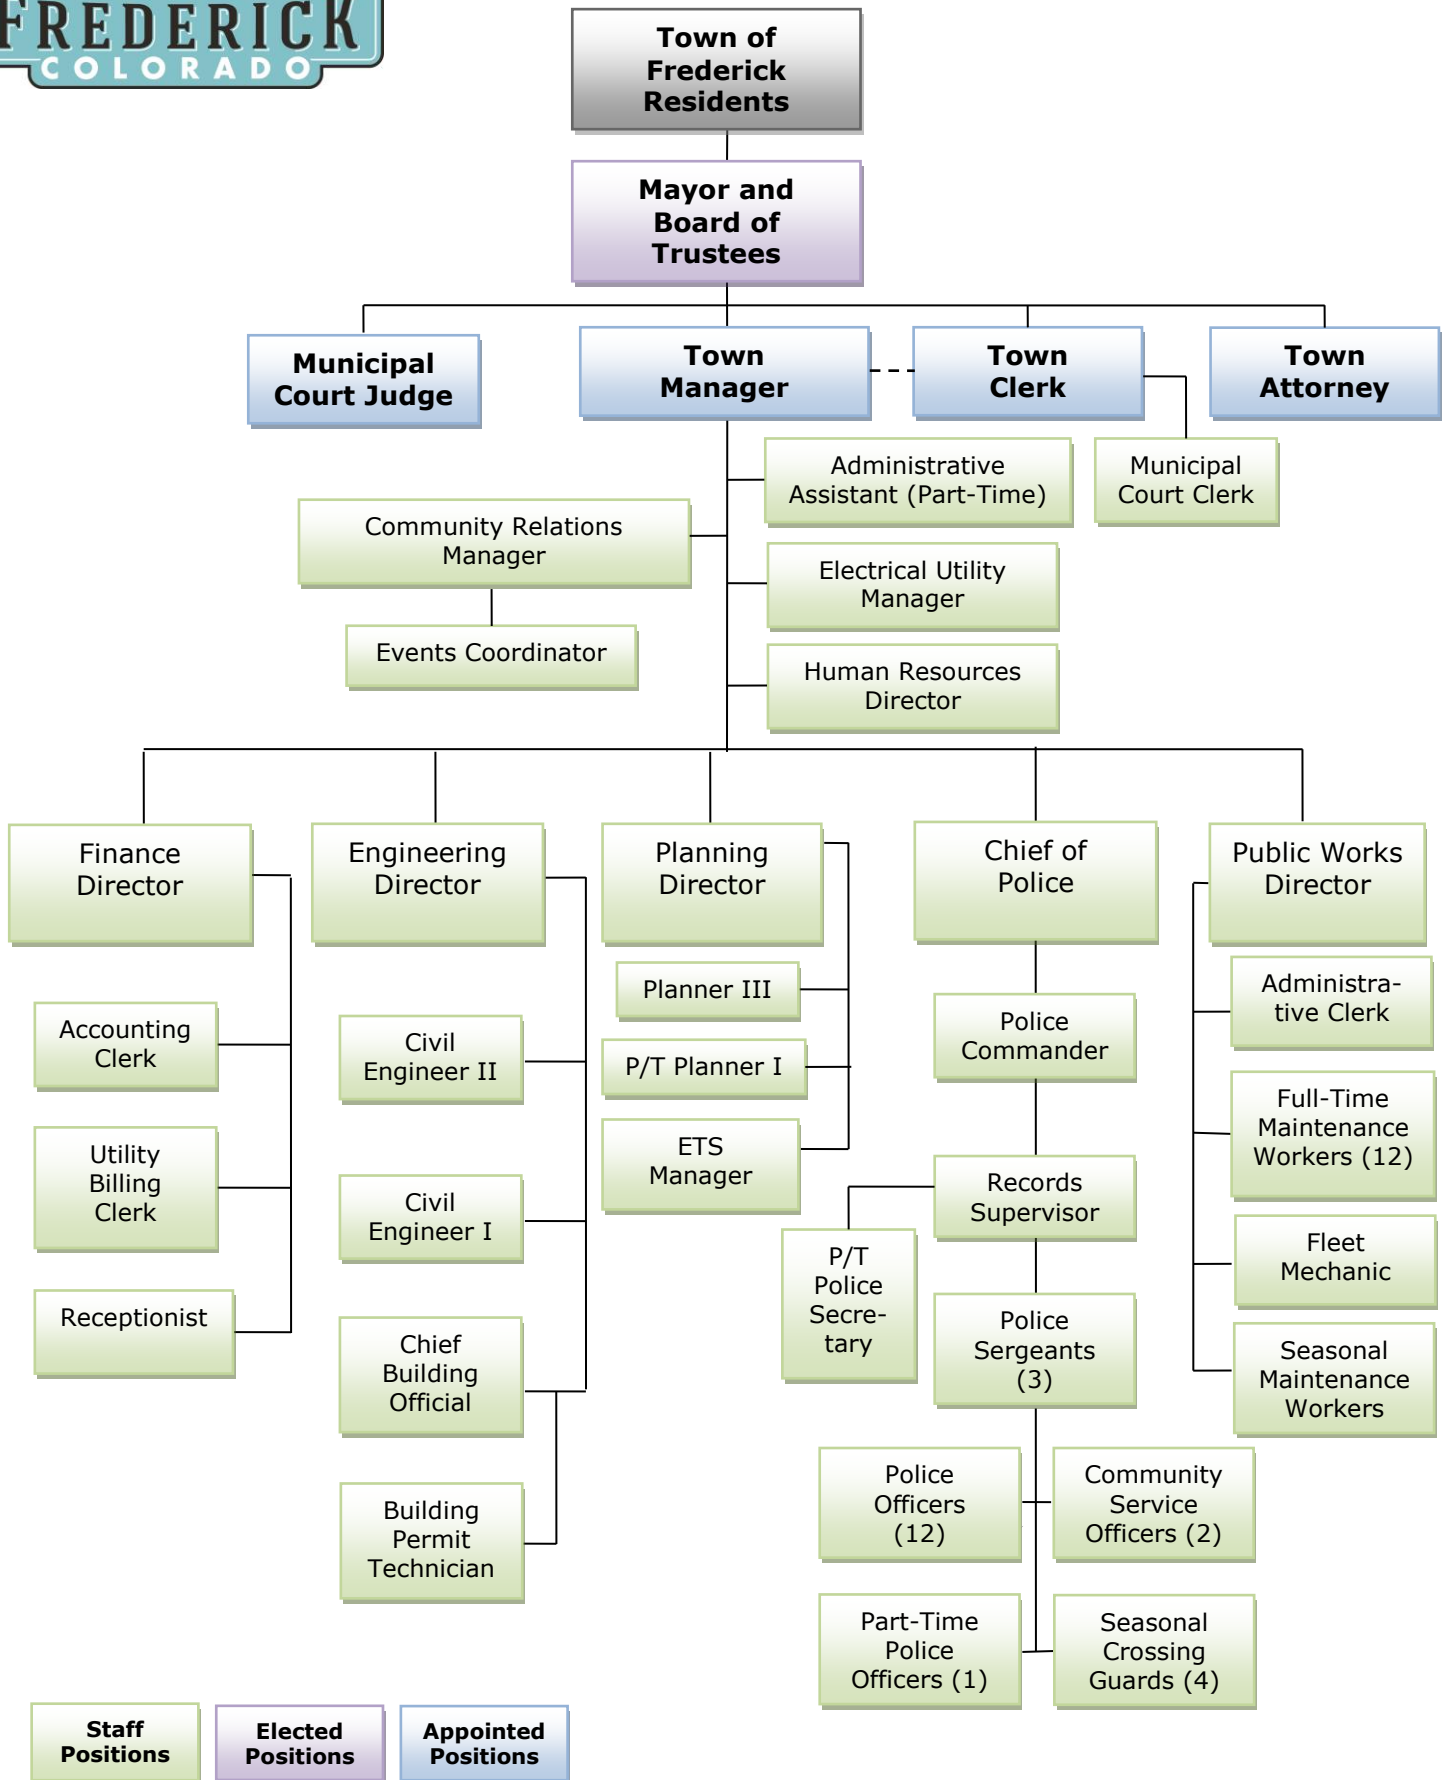 FREDERICK
COLORADO
Town of
Frederick
Residents
Mayor and
Board of
Trustees
Municipal
Court Judge
Town
Manager
Town
Clerk
Town
Attorney
Administrative
Assistant (Part-Time)
Municipal
Court Clerk
Community Relations
Manager
Electrical Utility
Manager
Events Coordinator
Human Resources
Director
Finance
Director
Engineering
Director
Planning
Director
Chief of
Police
Public Works
Director
Accounting
Clerk
Utility
Billing
Clerk
Receptionist
Civil
Engineer II
Civil
Engineer I
Chief
Building
Official
Building
Permit
Technician
Planner III
P/T Planner I
ETS
Manager
Police
Commander
Records
Supervisor
P/T
Police
Secre-
tary
Police
Sergeants
(3)
Police
Officers
(12)
Community
Service
Officers (2)
Part-Time
Police
Officers (1)
Seasonal
Crossing
Guards (4)
Administra-
tive Clerk
Full-Time
Maintenance
Workers (12)
Fleet
Mechanic
Seasonal
Maintenance
Workers
Staff
Positions
Elected
Positions
Appointed
Positions